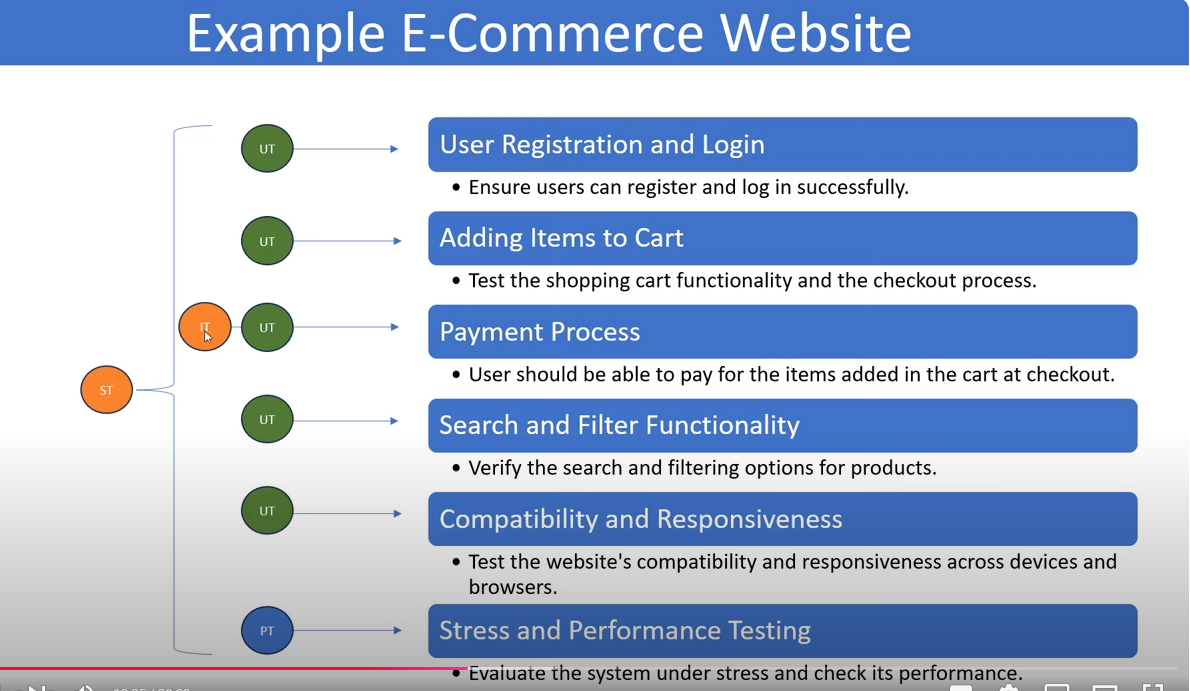 Example E-Commerce Website
UT
User Registration and Login
• Ensure users can register and log in successfully.
UT
Adding Items to Cart
• Test the shopping cart functionality and the checkout process.
IT
UT
Payment Process
• User should be able to pay for the items added in the cart at checkout.
ST
UT
Search and Filter Functionality
• Verify the search and filtering options for products.
UT
Compatibility and Responsiveness
• Test the website's compatibility and responsiveness across devices and
browsers.
PT
Stress and Performance Testing
• Evaluate the system under stress and check its performance.